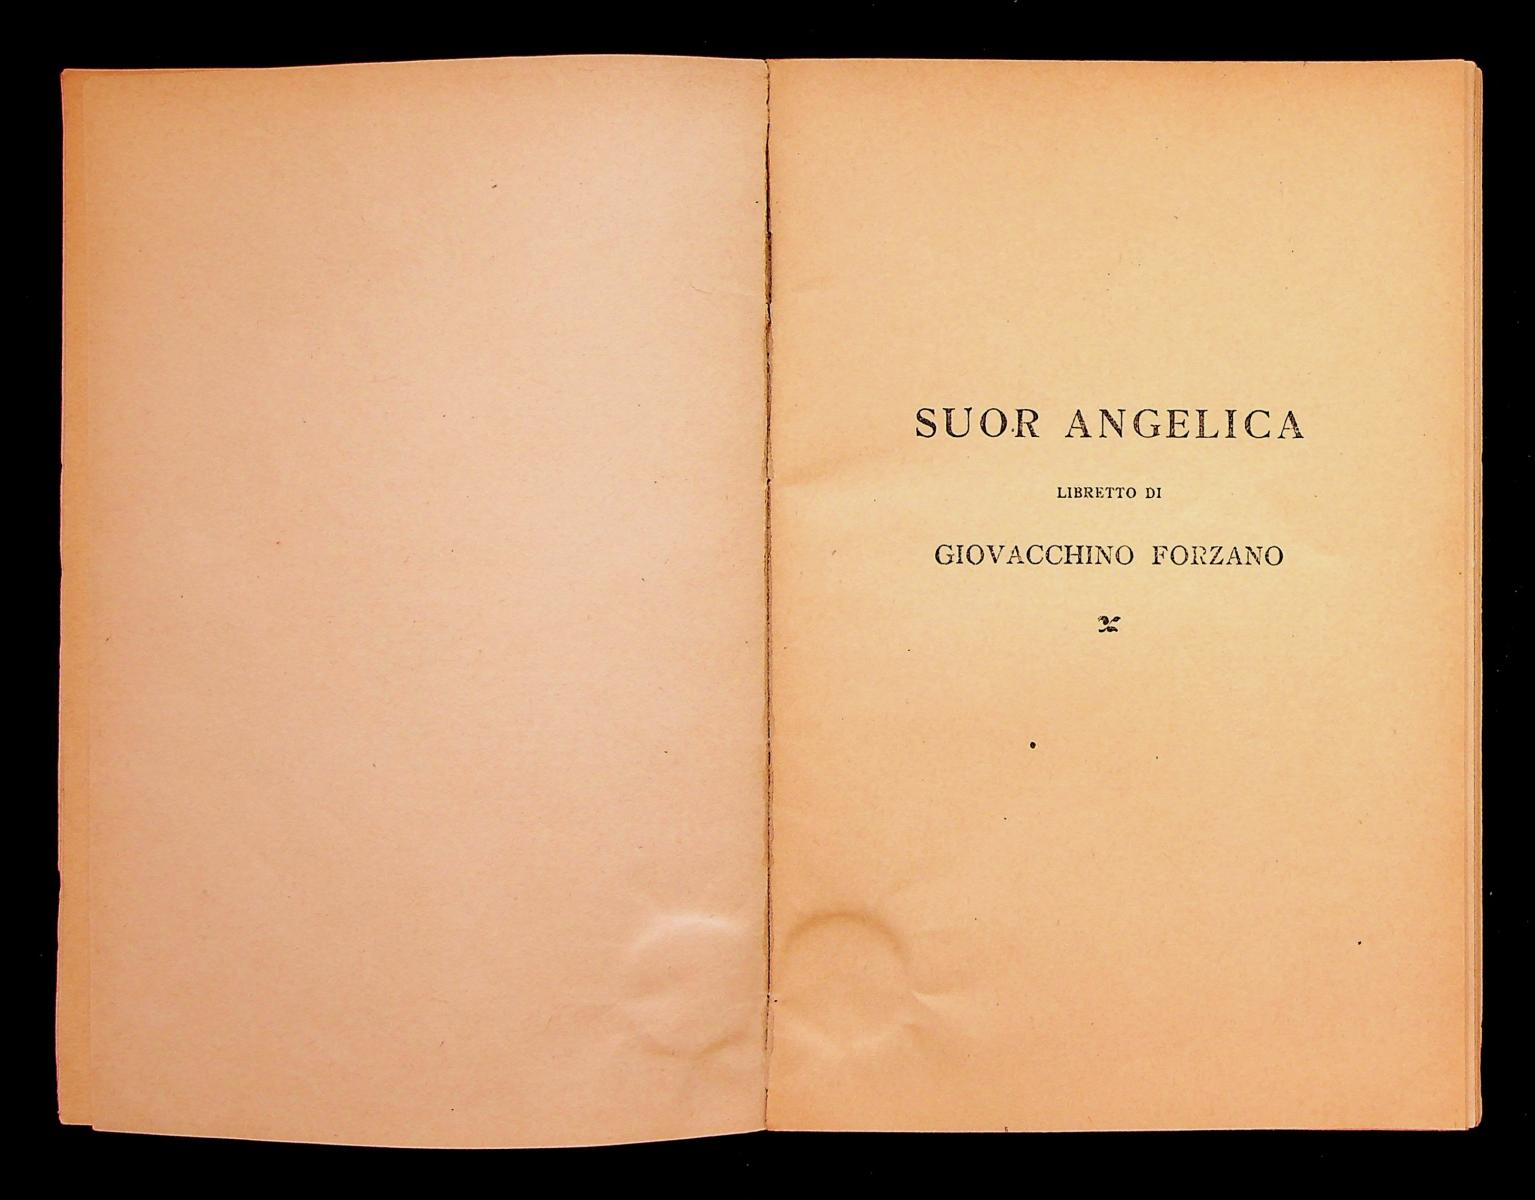 SUOR ANGELICA
LIBRETTO DI
GIOVACCHINO FORZANO